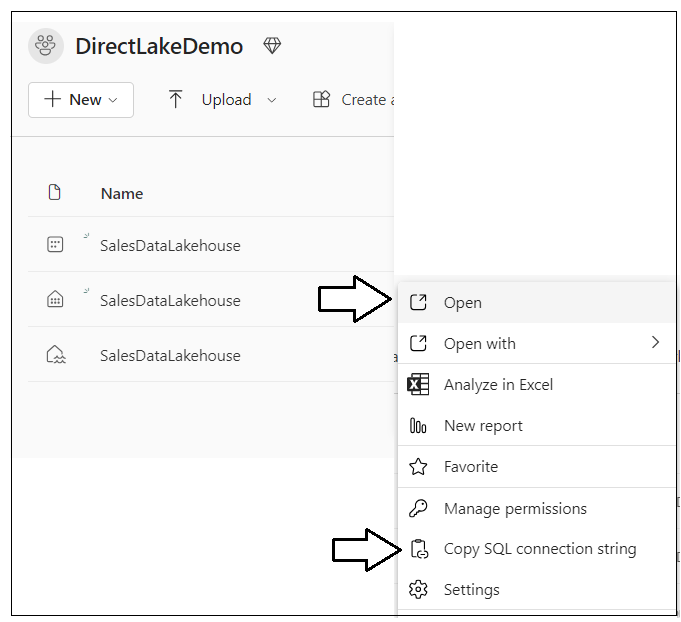 DirectLakeDemo
New
Upload
Create a
Name
SalesDataLakehouse
SalesDataLakehouse
SalesDataLakehouse
Open
Open with
Analyze in Excel
New report
Favorite
Manage permissions
Copy SQL connection string
Settings